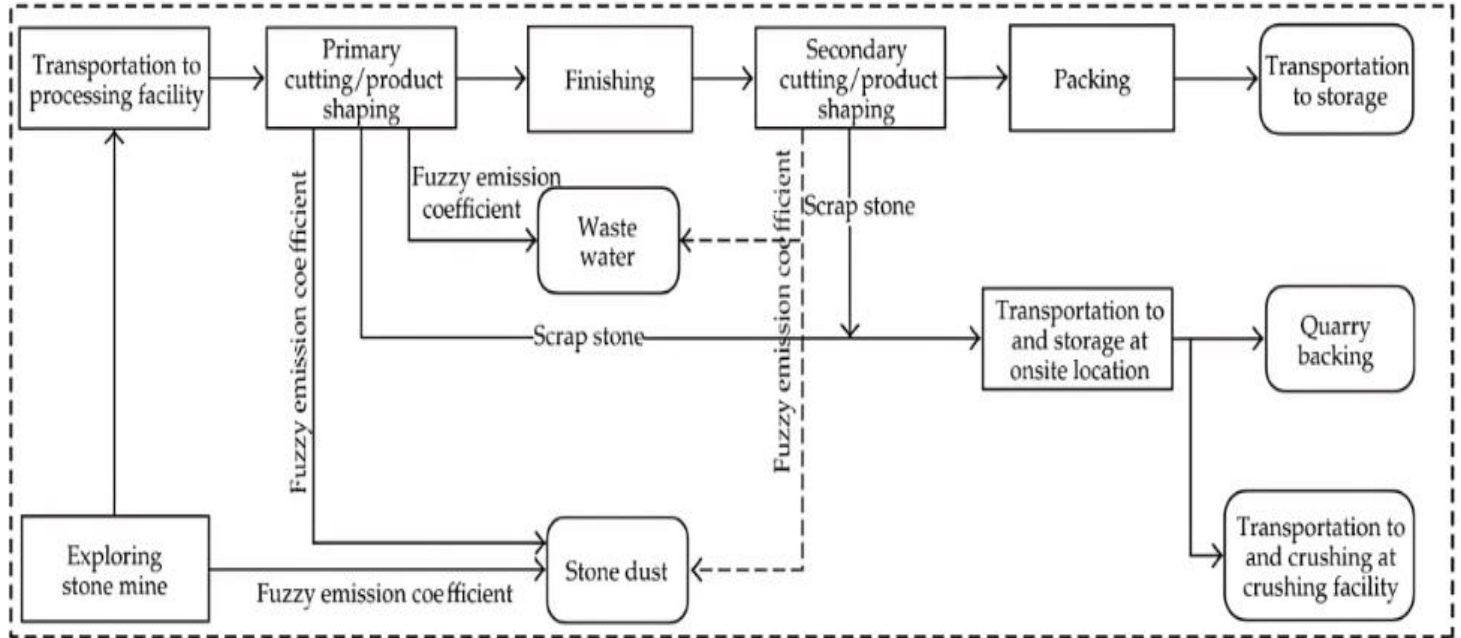 Transportation to
processing facility
Primary
cutting/product
shaping
Finishing
Secondary
cutting/product
shaping
Packing
Transportation
to storage
Fuzzy emission
coefficient
Waste
water
Fuzzy emission coefficient
Fuzzy emission coefficient
Scrap stone
Scrap stone
Transportation to
and storage at
onsite location
Quarry
backing
Exploring
stone mine
Fuzzy emission coefficient
Stone dust
Transportation to
and crushing at
crushing facility